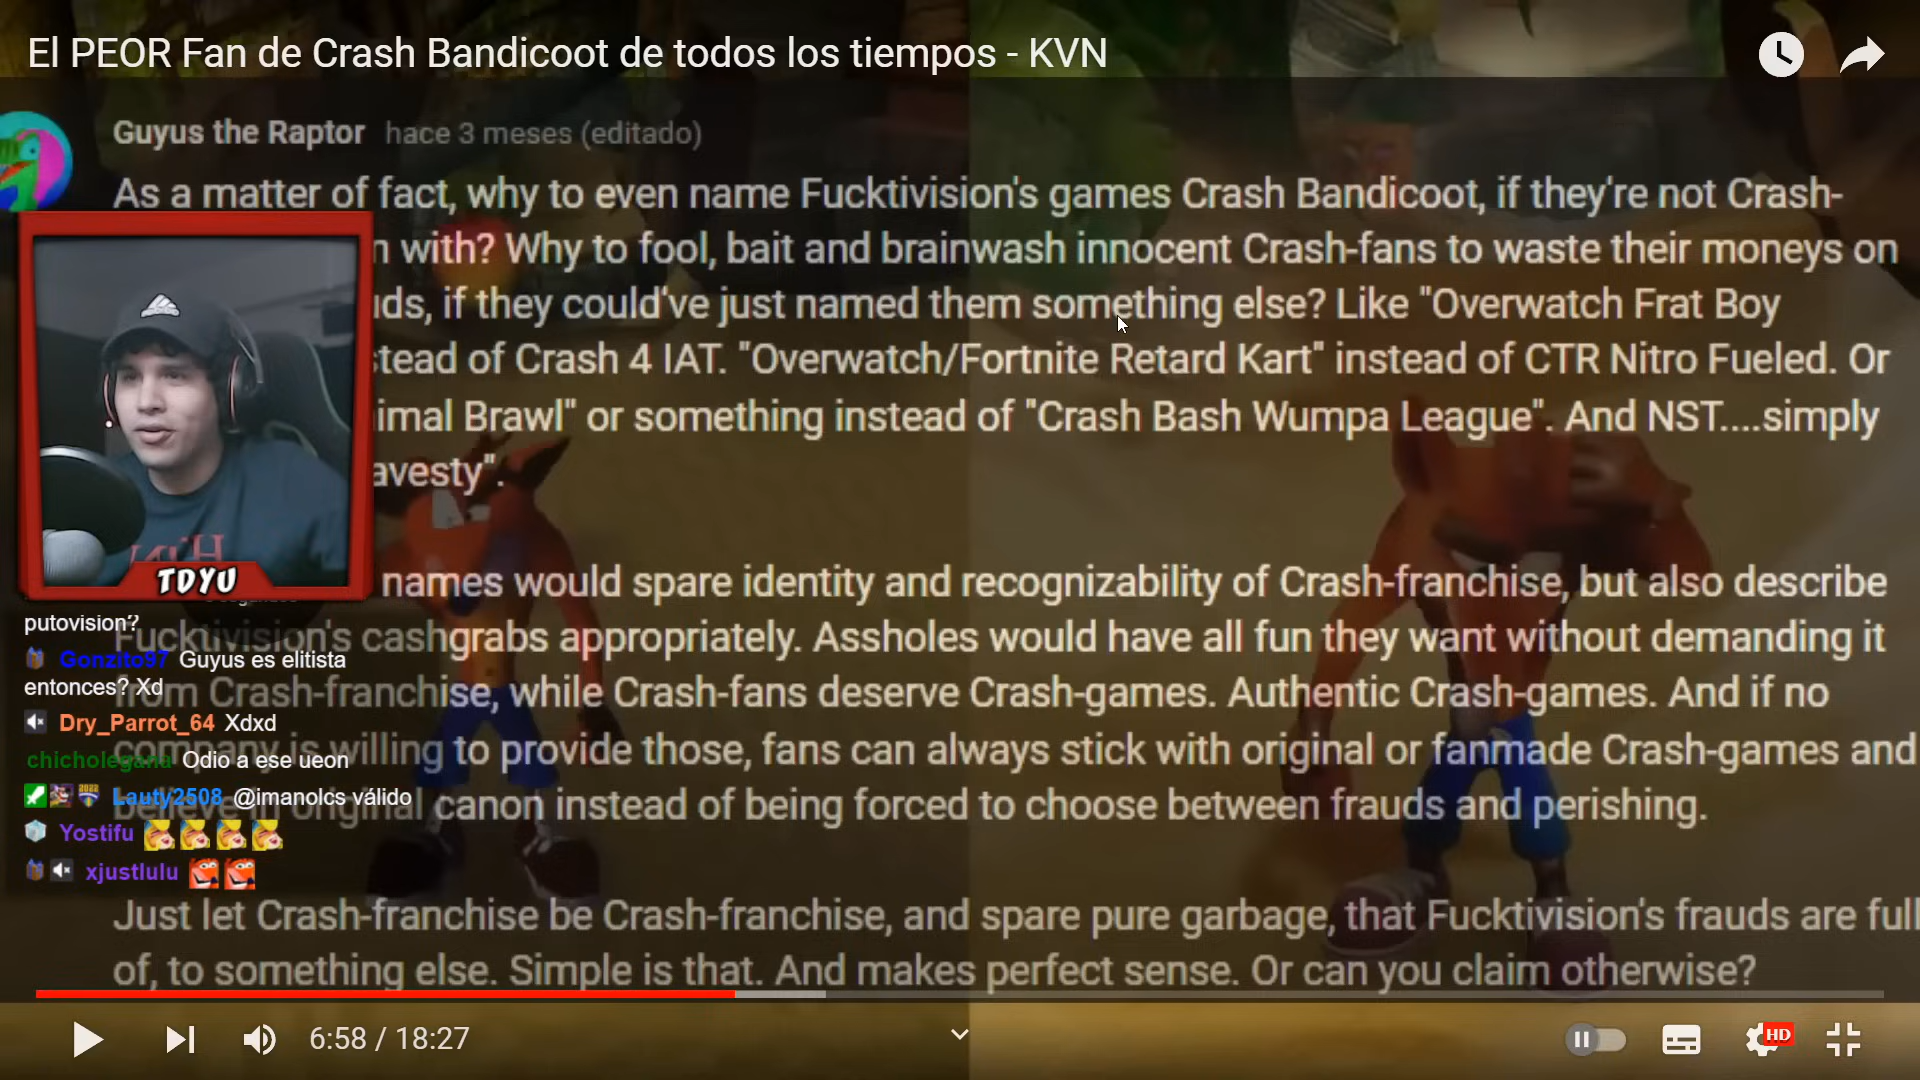 El PEOR Fan de Crash Bandicoot de todos los tiempos - KVN
Guyus the Raptor hace 3 meses (editado)
As a matter of fact, why to even name Fucktivision's games Crash Bandicoot, if they're not Crash-
n with? Why to fool, bait and brainwash innocent Crash-fans to waste their moneys on
uds, if they could've just named them something else? Like "Overwatch Frat Boy
stead of Crash 4 IAT. "Overwatch/Fortnite Retard Kart" instead of CTR Nitro Fueled. Or
imal Brawl" or something instead of "Crash Bash Wumpa League". And NST....simply
avesty".
names would spare identity and recognizability of Crash-franchise, but also describe
Fucktivision's cashgrabs appropriately. Assholes would have all fun they want without demanding it
from Crash-franchise, while Crash-fans deserve Crash-games. Authentic Crash-games. And if no
company is willing to provide those, fans can always stick with original or fanmade Crash-games and
believe original canon instead of being forced to choose between frauds and perishing.
Just let Crash-franchise be Crash-franchise, and spare pure garbage, that Fucktivision's frauds are full
of, to something else. Simple is that. And makes perfect sense. Or can you claim otherwise?
TDYU
putovision?
Gonzito97 Guyus es elitista
entonces? Xd
Dry_Parrot_64 Xdxd
chicholegana Odio a ese ueon
Lauty2508 @imanolcs válido
Yostifu
xjustlulu
6:58 / 18:27
HD